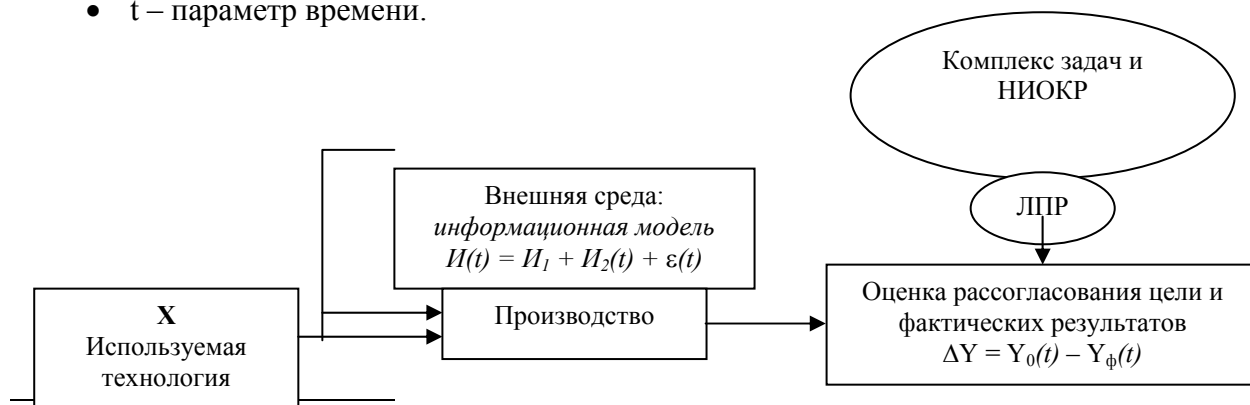 • t – параметр времени.
Комплекс задач и
НИОКР
ЛПР
Внешняя среда:
информационная модель
И(t) = И₁ + И₂(t) + ε(t)
Производство
X
Используемая
технология
Оценка рассогласования цели и
фактических результатов
ΔY = Y₀(t) – Yф(t)